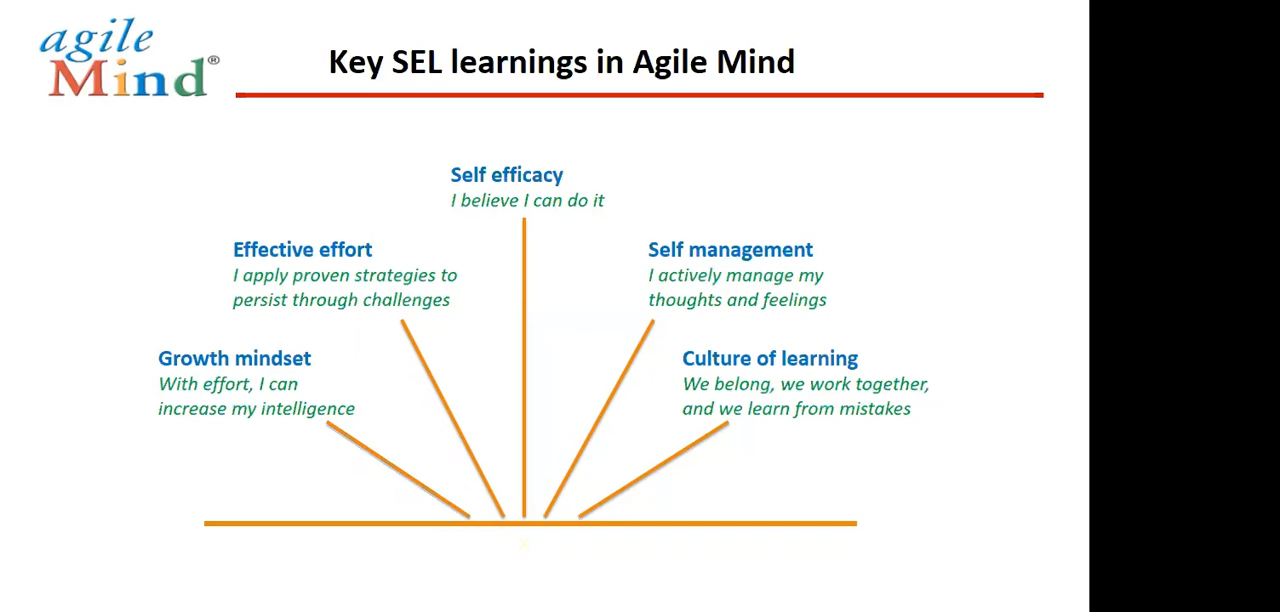 agile
Mind®
Key SEL learnings in Agile Mind
Self efficacy
I believe I can do it
Effective effort
I apply proven strategies to
persist through challenges
Self management
I actively manage my
thoughts and feelings
Growth mindset
With effort, I can
increase my intelligence
Culture of learning
We belong, we work together,
and we learn from mistakes